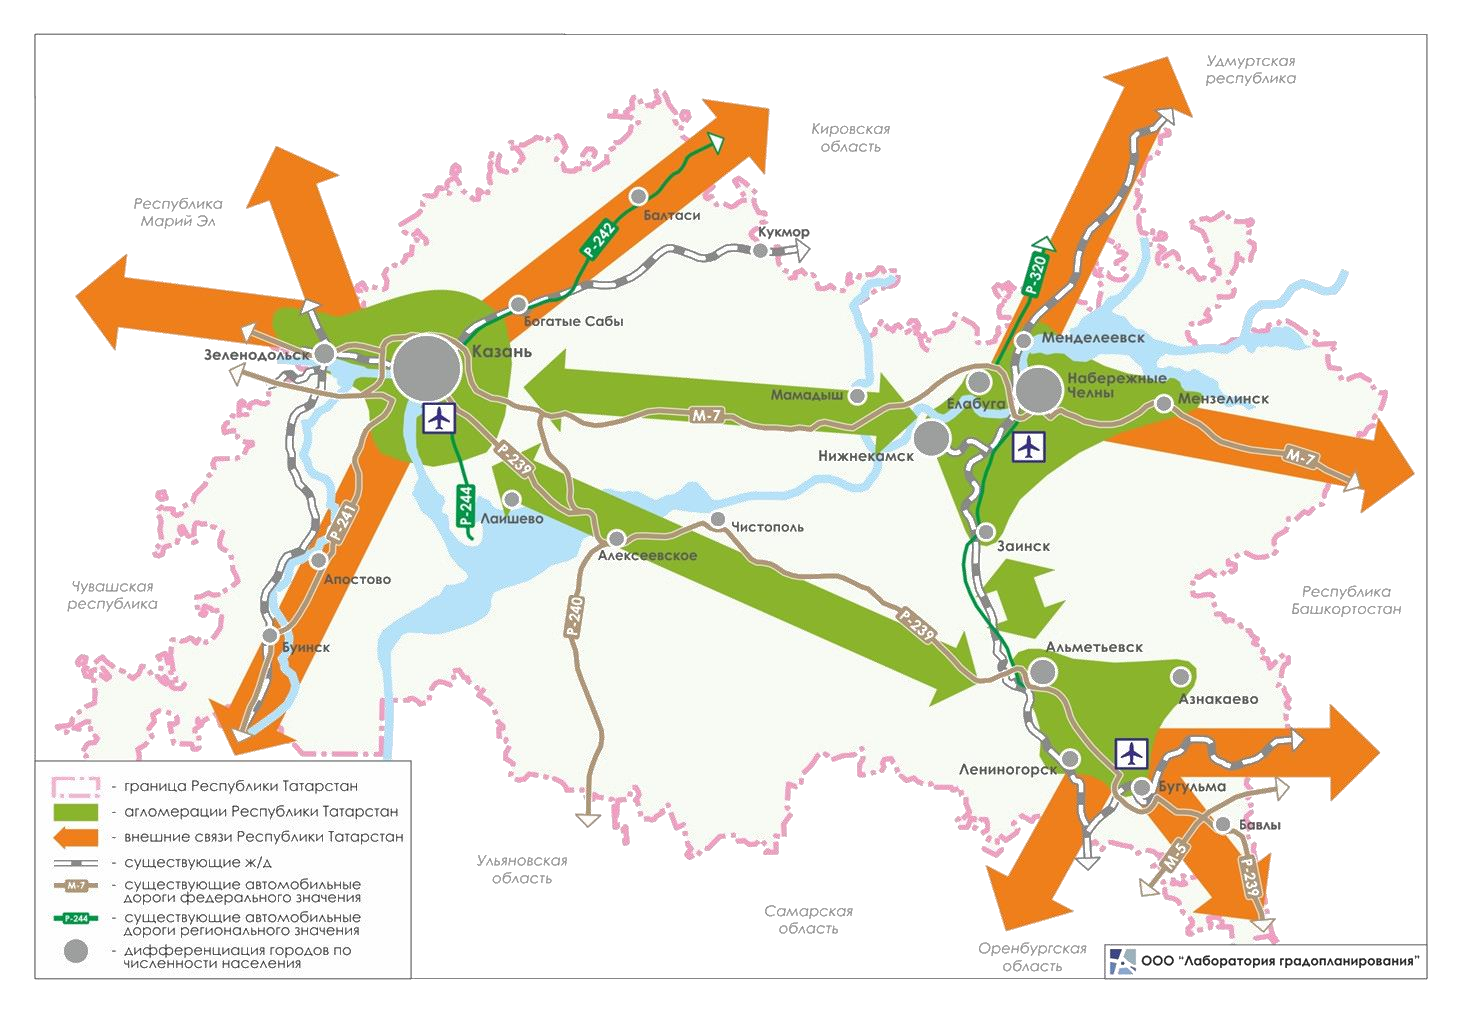 Удмуртская
республика
Кировская
область
Республика
Марий Эл
Р-242
Балтаси
Кукмор
Р-320
Богатые Сабы
Казань
Зеленодольск
Менделеевск
Набережные
Челны
Елабуга
Мамадыш
Мензелинск
М-7
М-7
Нижнекамск
Р-239
Р-244
Лаишево
Р-241
Чистополь
Алексеевское
Заинск
Апостово
Чувашская
республика
Республика
Башкортостан
Р-240
Р-239
Буинск
Альметьевск
Азнакаево
Лениногорск
Бугульма
Бавлы
М-5
Р-239
Ульяновская
область
Самарская
область
Оренбургская
область
- граница Республики Татарстан
- агломерации Республики Татарстан
- внешние связи Республики Татарстан
- существующие ж/д
М-7 - существующие автомобильные
дороги федерального значения
Р-244 - существующие автомобильные
дороги регионального значения
- дифференциация городов по
численности населения
ООО "Лаборатория градопланирования"